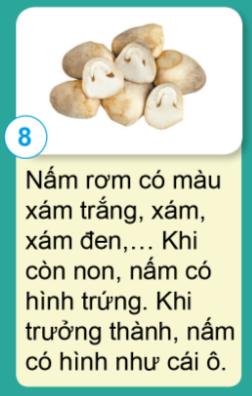 8
Nấm rơm có màu
xám trắng, xám,
xám đen,... Khi
còn non, nấm có
hình trứng. Khi
trưởng thành, nấm
có hình như cái ô.